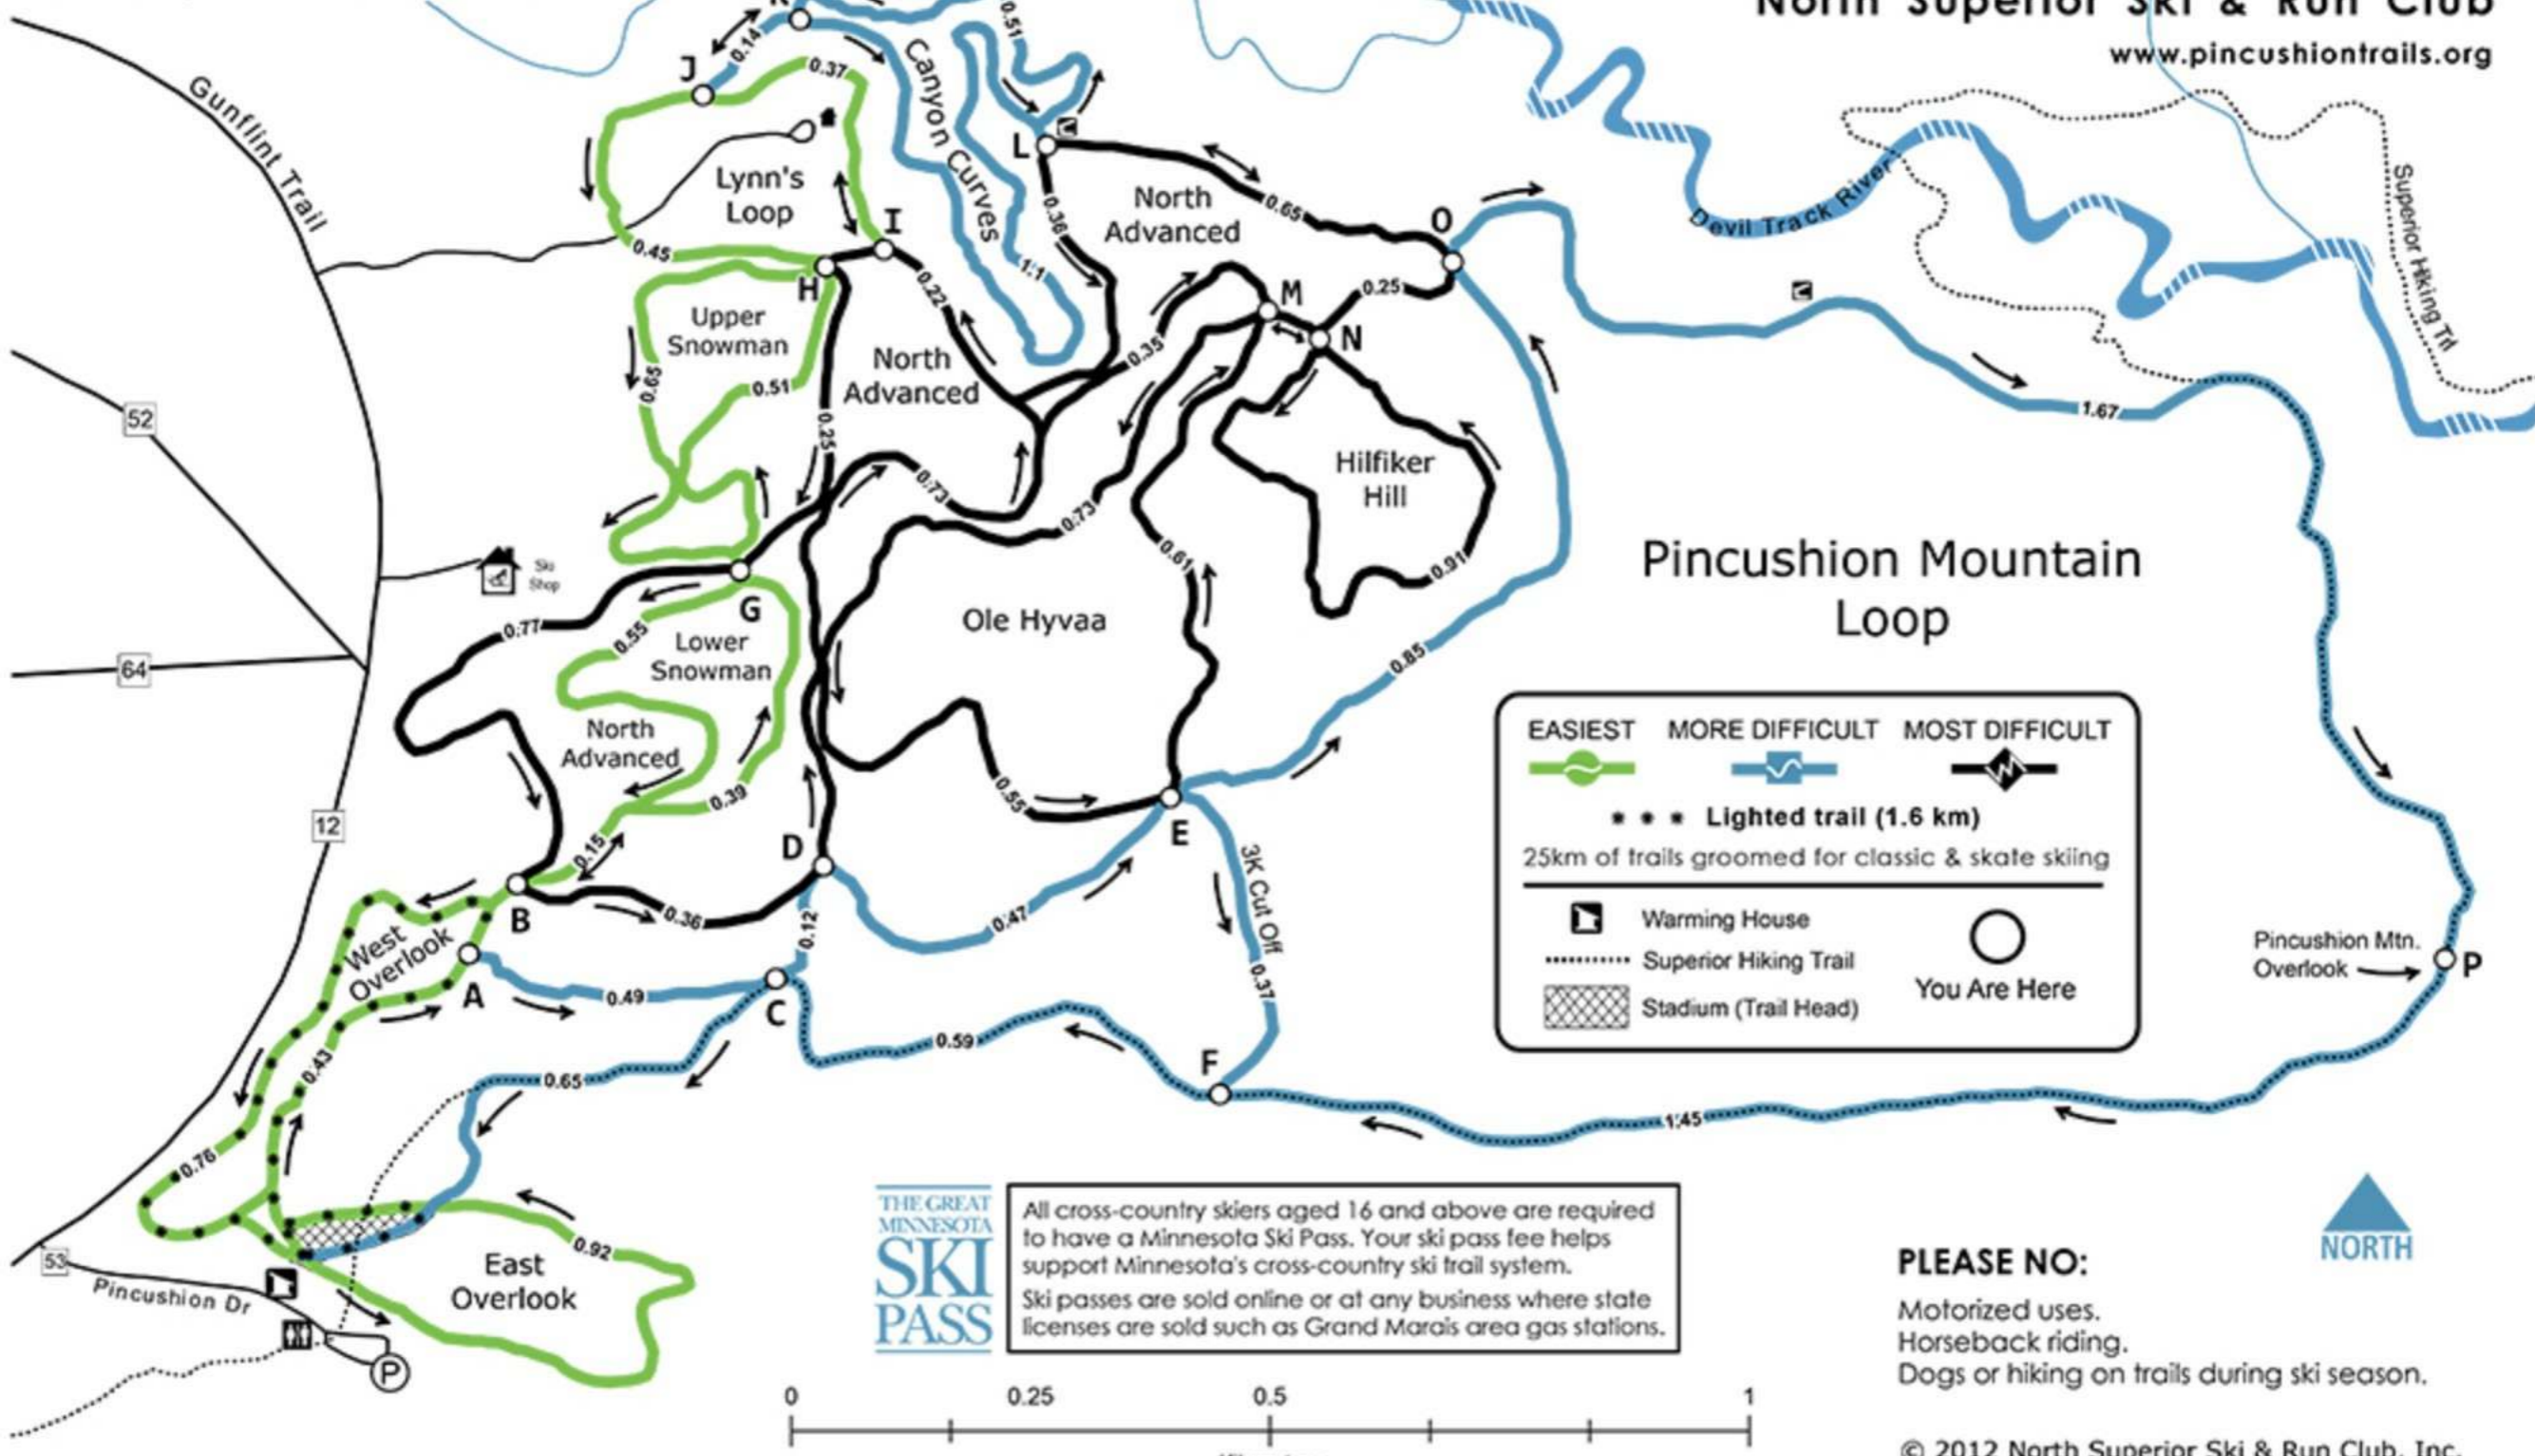 North Superior Ski & Run Club
www.pincushiontrails.org
K
0.14
J
0.37
0.51
Canyon Curves
Gunflint Trail
Lynn's
Loop
L
North
Advanced
0.36
0.65
O
Devil Track River
Superior Hiking Trl
I
0.45
H
1.1
0.22
M
0.25
N
Upper
Snowman
0.65
0.51
North
Advanced
0.35
0.25
1.67
52
0.73
0.73
Hilfiker
Hill
0.61
0.91
Pincushion Mountain
Loop
Ski
Shop
G
0.77
0.55
Lower
Snowman
Ole Hyvaa
64
North
Advanced
0.39
0.85
0.55
12
0.15
D
E
B
0.36
0.12
0.47
3K Cut Off
0.37
West
Overlook
A
0.49
C
0.59
F
0.43
0.65
1.45
0.76
EASIEST
MORE DIFFICULT
MOST DIFFICULT
Lighted trail (1.6 km)
25km of trails groomed for classic & skate skiing
Warming House
Superior Hiking Trail
Stadium (Trail Head)
You Are Here
Pincushion Mtn.
Overlook
P
53
Pincushion Dr
0.92
East
Overlook
P
THE GREAT
MINNESOTA
SKI
PASS
All cross-country skiers aged 16 and above are required
to have a Minnesota Ski Pass. Your ski pass fee helps
support Minnesota's cross-country ski trail system.
Ski passes are sold online or at any business where state
licenses are sold such as Grand Marais area gas stations.
NORTH
PLEASE NO:
Motorized uses.
Horseback riding.
Dogs or hiking on trails during ski season.
0
0.25
0.5
1
© 2012 North Superior Ski & Run Club, Inc.